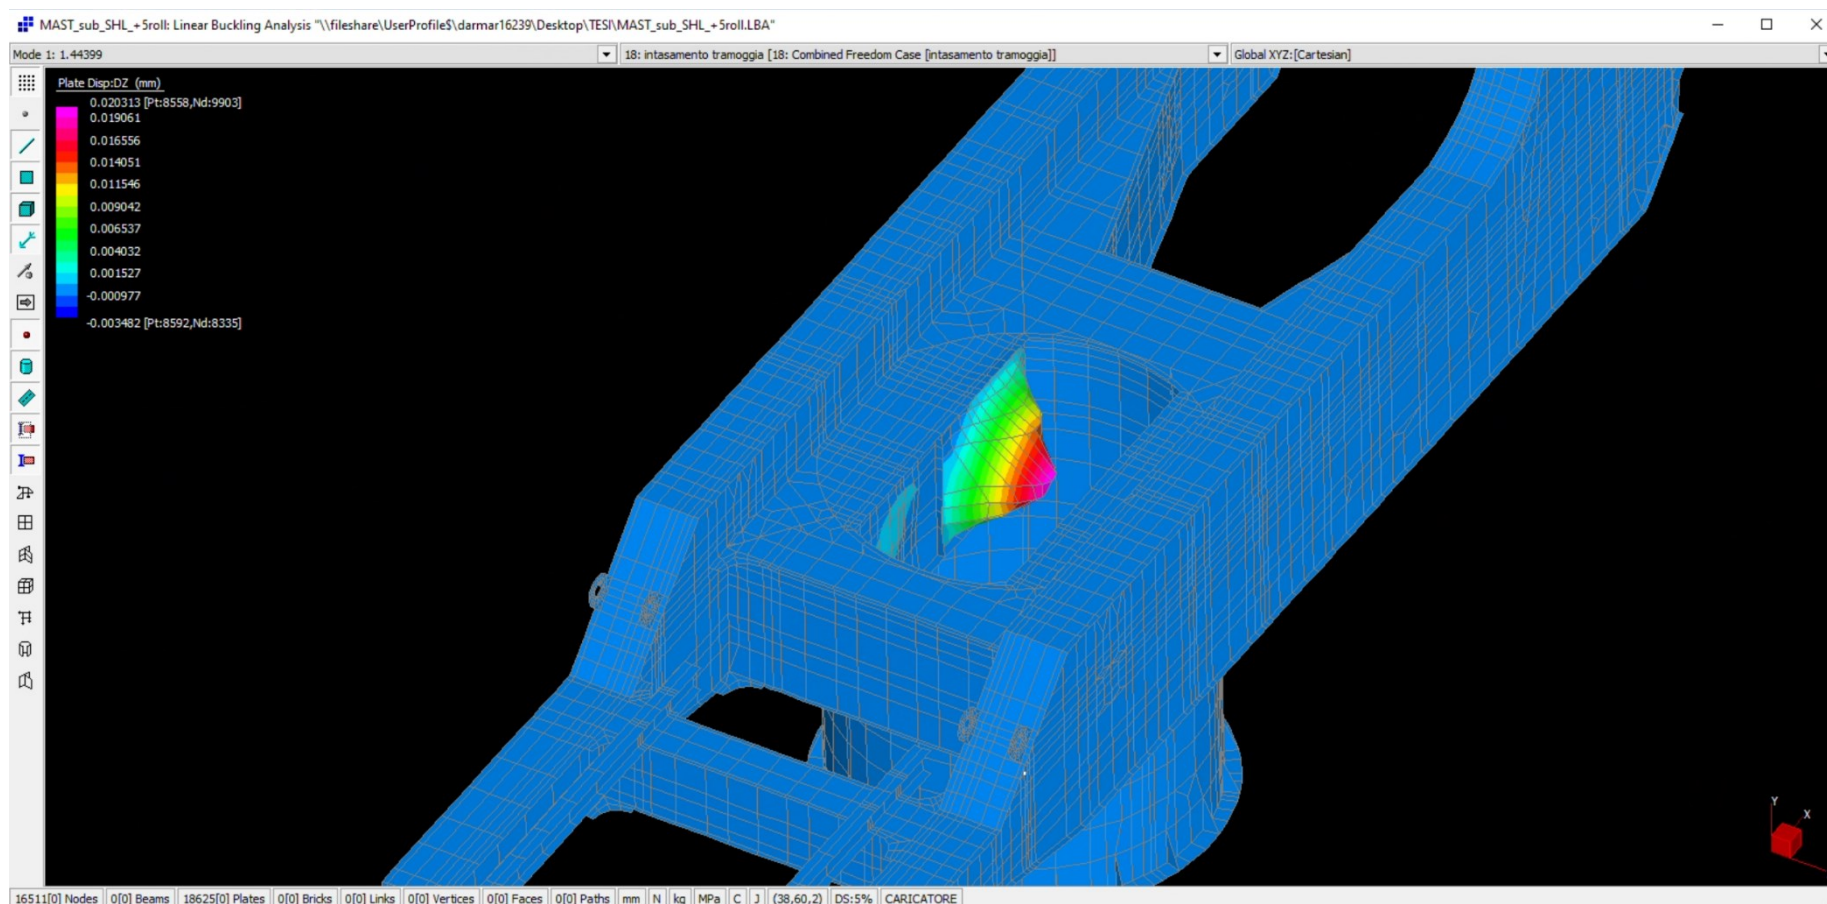 MAST_sub_SHL_+5roll: Linear Buckling Analysis "\\fileshare\UserProfile$\darmar16239\Desktop\TESI\MAST_sub_SHL_+5roll.LBA"
Mode 1: 1.44399 18: intasamento tramoggia [18: Combined Freedom Case [intasamento tramoggia]] Global XYZ:[Cartesian]
Plate Disp:DZ (mm)
0.020313 [Pt:8558,Nd:9903]
0.019061
0.016556
0.014051
0.011546
0.009042
0.006537
0.004032
0.001527
-0.000977
-0.003482 [Pt:8592,Nd:8335]
Y
X
16511[0] Nodes 0[0] Beams 18625[0] Plates 0[0] Bricks 0[0] Links 0[0] Vertices 0[0] Faces 0[0] Paths mm N kg MPa C J (38,60,2) DS:5% CARICATORE